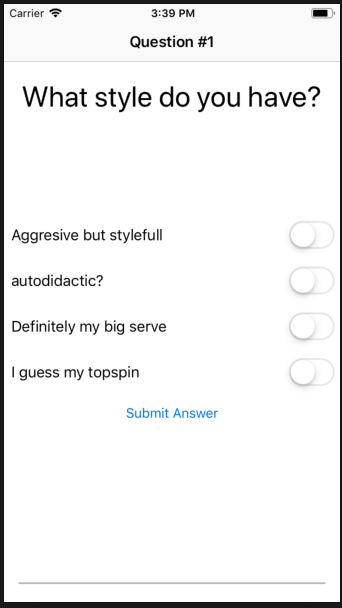 Carrier 3:39 PM
Question #1
What style do you have?
Aggresive but stylefull
autodidactic?
Definitely my big serve
I guess my topspin
Submit Answer